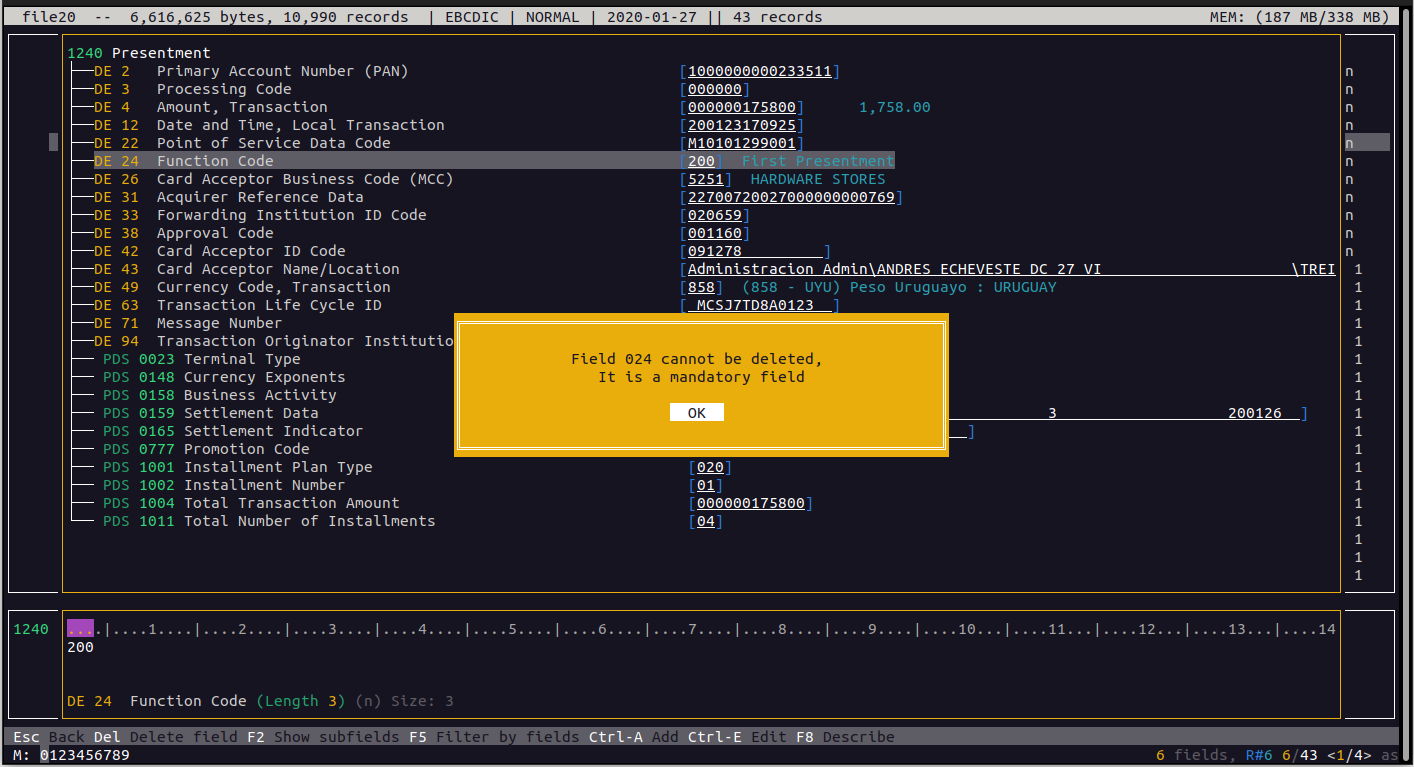 file20 -- 6,616,625 bytes, 10,990 records | EBCDIC | NORMAL | 2020-01-27 || 43 records MEM: (187 MB/338 MB)
1240 Presentment
DE 2 Primary Account Number (PAN) [1000000000233511] n
DE 3 Processing Code [000000] n
DE 4 Amount, Transaction [000000175800] 1,758.00 n
DE 12 Date and Time, Local Transaction [200123170925] n
DE 22 Point of Service Data Code [M10101299001] n
DE 24 Function Code [200] First Presentment n
DE 26 Card Acceptor Business Code (MCC) [5251] HARDWARE STORES n
DE 31 Acquirer Reference Data [22700720027000000000769] n
DE 33 Forwarding Institution ID Code [020659] n
DE 38 Approval Code [001160] n
DE 42 Card Acceptor ID Code [091278_________] n
DE 43 Card Acceptor Name/Location [Administracion Admin\ANDRES ECHEVESTE DC 27 VI \TREI 1
DE 49 Currency Code, Transaction [858] (858 - UYU) Peso Uruguayo : URUGUAY 1
DE 63 Transaction Life Cycle ID [_MCSJ7TD8A0123__] 1
DE 71 Message Number 1
DE 94 Transaction Originator Institutio 1
PDS 0023 Terminal Type 1
PDS 0148 Currency Exponents 1
PDS 0158 Business Activity 1
PDS 0159 Settlement Data 3 200126__] 1
PDS 0165 Settlement Indicator __] 1
PDS 0777 Promotion Code 1
PDS 1001 Installment Plan Type [020] 1
PDS 1002 Installment Number [01] 1
PDS 1004 Total Transaction Amount [000000175800] 1
PDS 1011 Total Number of Installments [04] 1
1
1
1
Field 024 cannot be deleted,
It is a mandatory field
OK
1240 ....|....1....|....2....|....3....|....4....|....5....|....6....|....7....|....8....|....9....|....10...|....11...|....12...|....13...|....14
200
DE 24 Function Code (Length 3) (n) Size: 3
Esc Back Del Delete field F2 Show subfields F5 Filter by fields Ctrl-A Add Ctrl-E Edit F8 Describe
M: 0123456789 6 fields, R#6 6/43 <1/4> as